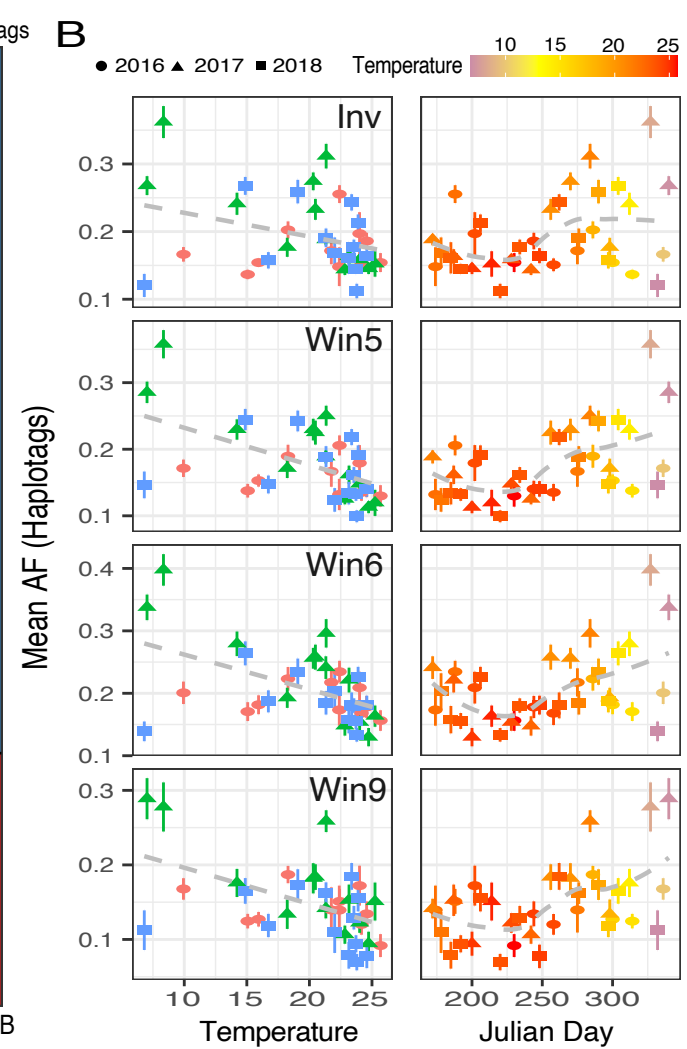 ags
B
2016 2017 2018
Temperature
10 15 20 25
Inv
0.3
0.2
0.1
Win5
0.3
0.2
0.1
Win6
0.4
0.3
0.2
0.1
Win9
0.3
0.2
0.1
Mean AF (Haplotags)
10 15 20 25
200 250 300
Temperature
Julian Day
B